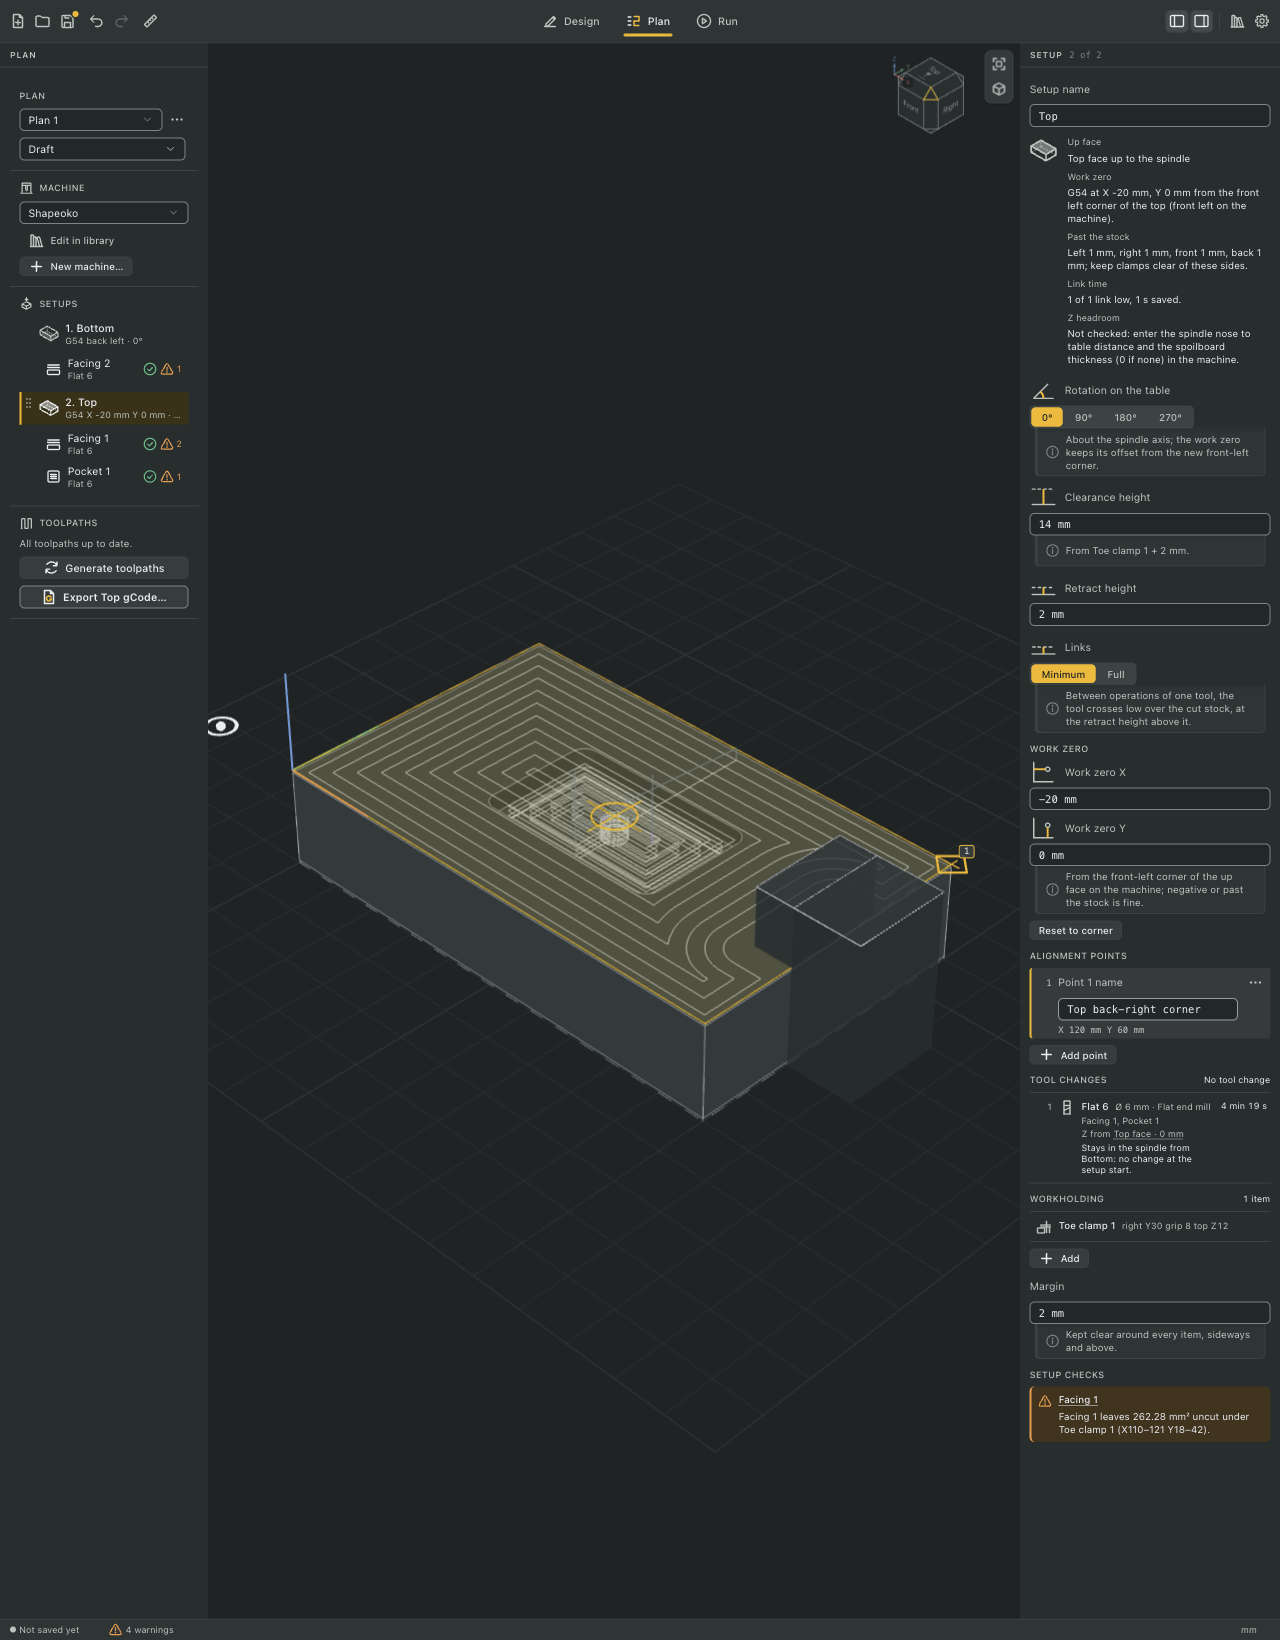 Design
Plan
Run
PLAN
PLAN
Plan 1
Draft
MACHINE
Shapeoko
Edit in library
New machine...
SETUPS
1. Bottom
G54 back left · 0°
Facing 2
Flat 6
1
2. Top
G54 X -20 mm Y 0 mm · ...
Facing 1
Flat 6
2
Pocket 1
Flat 6
1
TOOLPATHS
All toolpaths up to date.
Generate toolpaths
Export Top gCode...
Top
Front
Right
Z
X
1
SETUP 2 of 2
Setup name
Top
Up face
Top face up to the spindle
Work zero
G54 at X -20 mm, Y 0 mm from the front
left corner of the top (front left on the
machine).
Past the stock
Left 1 mm, right 1 mm, front 1 mm, back 1
mm; keep clamps clear of these sides.
Link time
1 of 1 link low, 1 s saved.
Z headroom
Not checked: enter the spindle nose to
table distance and the spoilboard
thickness (0 if none) in the machine.
Rotation on the table
0° 90° 180° 270°
About the spindle axis; the work zero
keeps its offset from the new front-left
corner.
Clearance height
14 mm
From Toe clamp 1 + 2 mm.
Retract height
2 mm
Links
Minimum Full
Between operations of one tool, the
tool crosses low over the cut stock, at
the retract height above it.
WORK ZERO
Work zero X
−20 mm
Work zero Y
0 mm
From the front-left corner of the up
face on the machine; negative or past
the stock is fine.
Reset to corner
ALIGNMENT POINTS
1 Point 1 name
Top back−right corner
X 120 mm Y 60 mm
Add point
TOOL CHANGES No tool change
1 Flat 6 Ø 6 mm · Flat end mill 4 min 19 s
Facing 1, Pocket 1
Z from Top face · 0 mm
Stays in the spindle from
Bottom: no change at the
setup start.
WORKHOLDING 1 item
Toe clamp 1 right Y30 grip 8 top Z12
Add
Margin
2 mm
Kept clear around every item, sideways
and above.
SETUP CHECKS
Facing 1
Facing 1 leaves 262.28 mm² uncut under
Toe clamp 1 (X110–121 Y18–42).
Not saved yet
4 warnings
mm